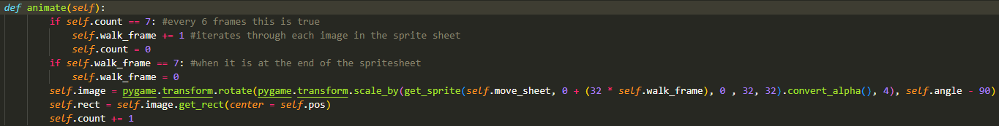 def animate(self):
        if self.count == 7: #every 6 frames this is true
            self.walk_frame += 1 #iterates through each image in the sprite sheet
            self.count = 0
        if self.walk_frame == 7: #when it is at the end of the spritesheet
            self.walk_frame = 0
        self.image = pygame.transform.rotate(pygame.transform.scale_by(get_sprite(self.move_sheet, 0 + (32 * self.walk_frame), 0 , 32, 32).convert_alpha(), 4), self.angle - 90)
        self.rect = self.image.get_rect(center = self.pos)
        self.count += 1